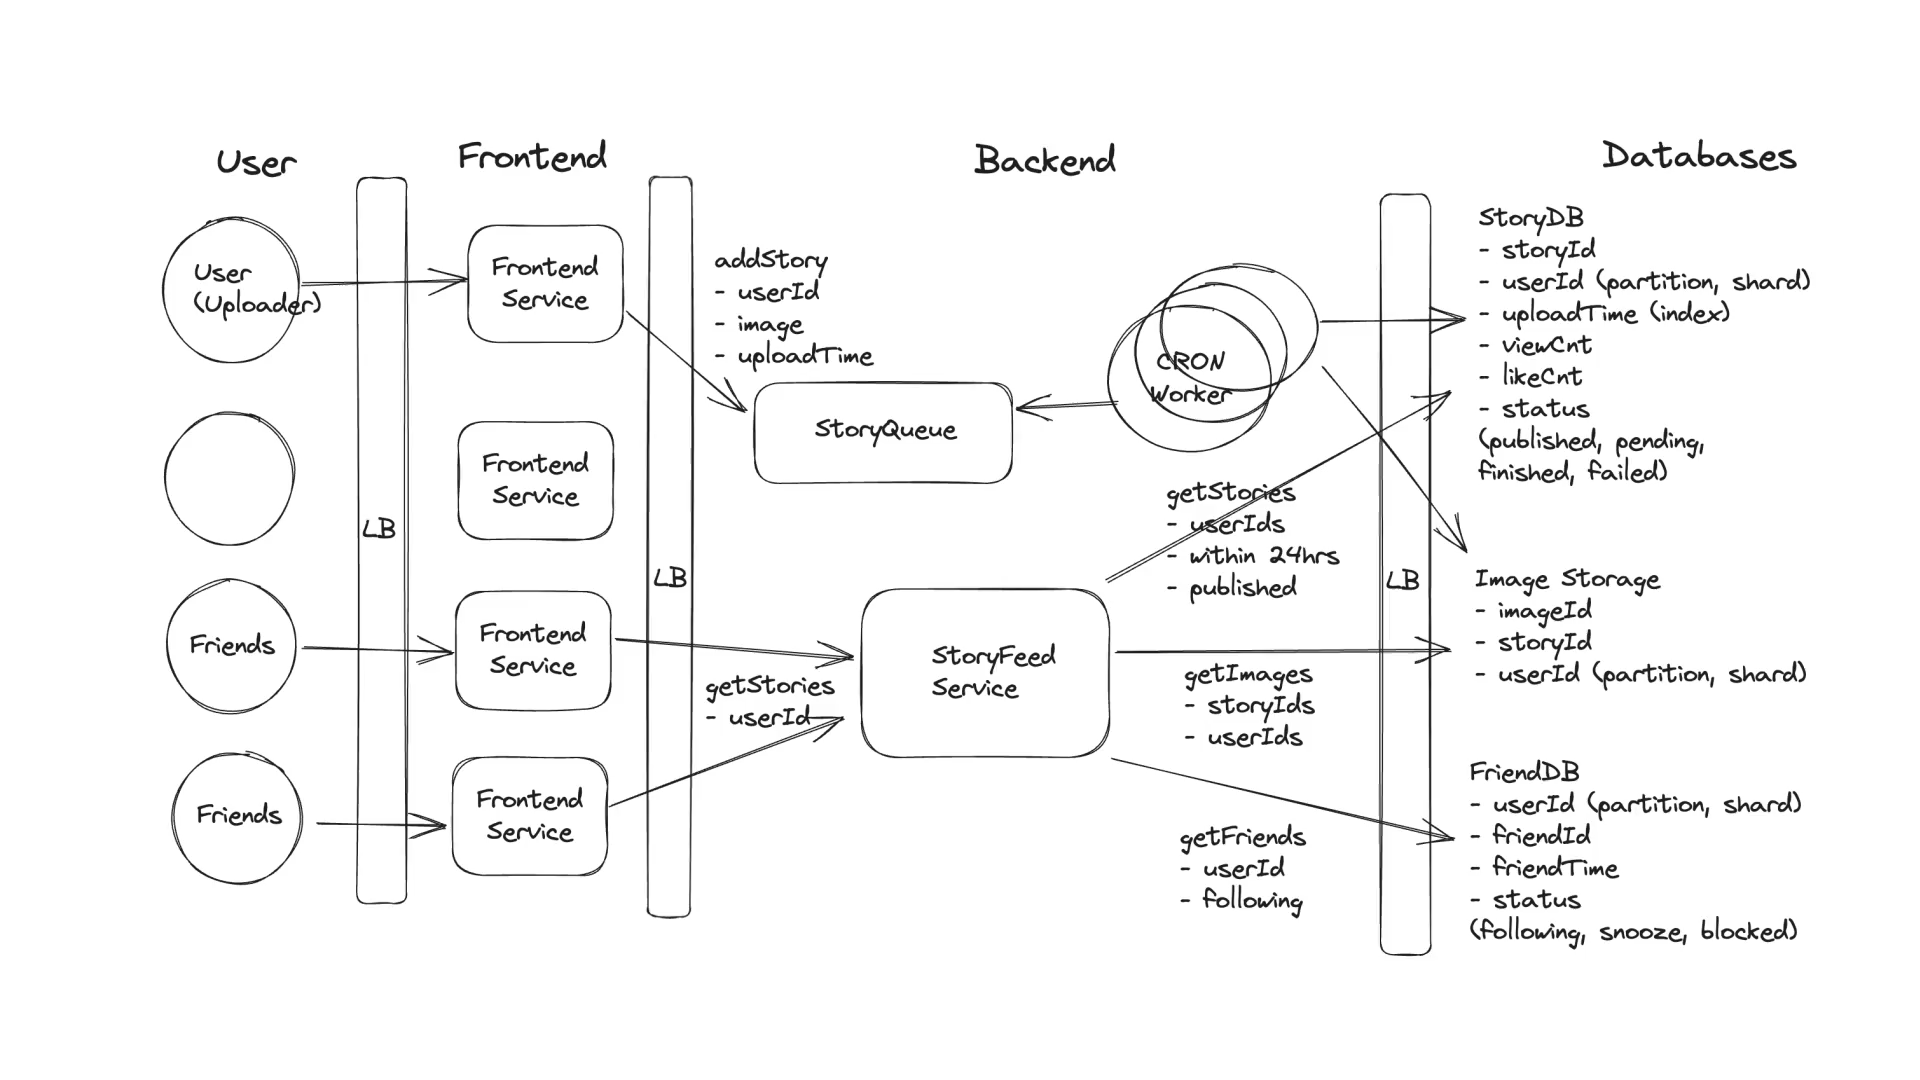 User
Frontend
Backend
Databases
User
(Uploader)
Friends
Friends
LB
Frontend
Service
Frontend
Service
Frontend
Service
Frontend
Service
LB
addStory
- userId
- image
- uploadTime
StoryQueue
CRON
Worker
getStories
- userId
StoryFeed
Service
getStories
- userIds
- within 24hrs
- published
getImages
- storyIds
- userIds
getFriends
- userId
- following
LB
StoryDB
- storyId
- userId (partition, shard)
- uploadTime (index)
- viewCnt
- likeCnt
- status
(published, pending,
finished, failed)
Image Storage
- imageId
- storyId
- userId (partition, shard)
FriendDB
- userId (partition, shard)
- friendId
- friendTime
- status
(following, snooze, blocked)